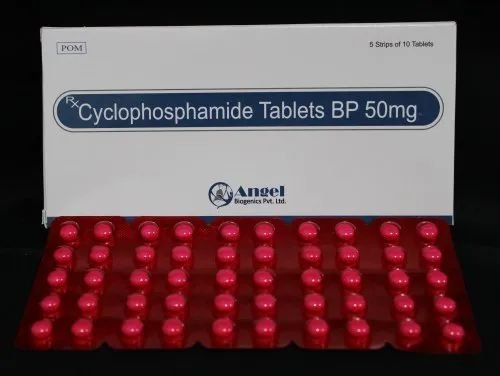 POM
5 Strips of 10 Tablets
Rx Cyclophosphamide Tablets BP 50mg
Angel
Biogenics Pvt. Ltd.